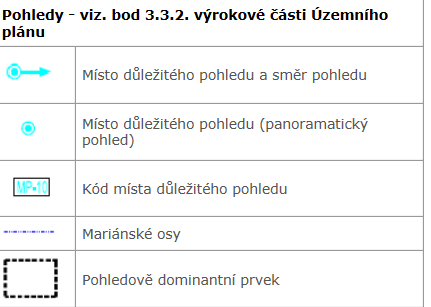 Pohledy - viz. bod 3.3.2. výrokové části Územního
plánu
Místo důležitého pohledu a směr pohledu
Místo důležitého pohledu (panoramatický
pohled)
MP-10
Kód místa důležitého pohledu
Mariánské osy
Pohledově dominantní prvek